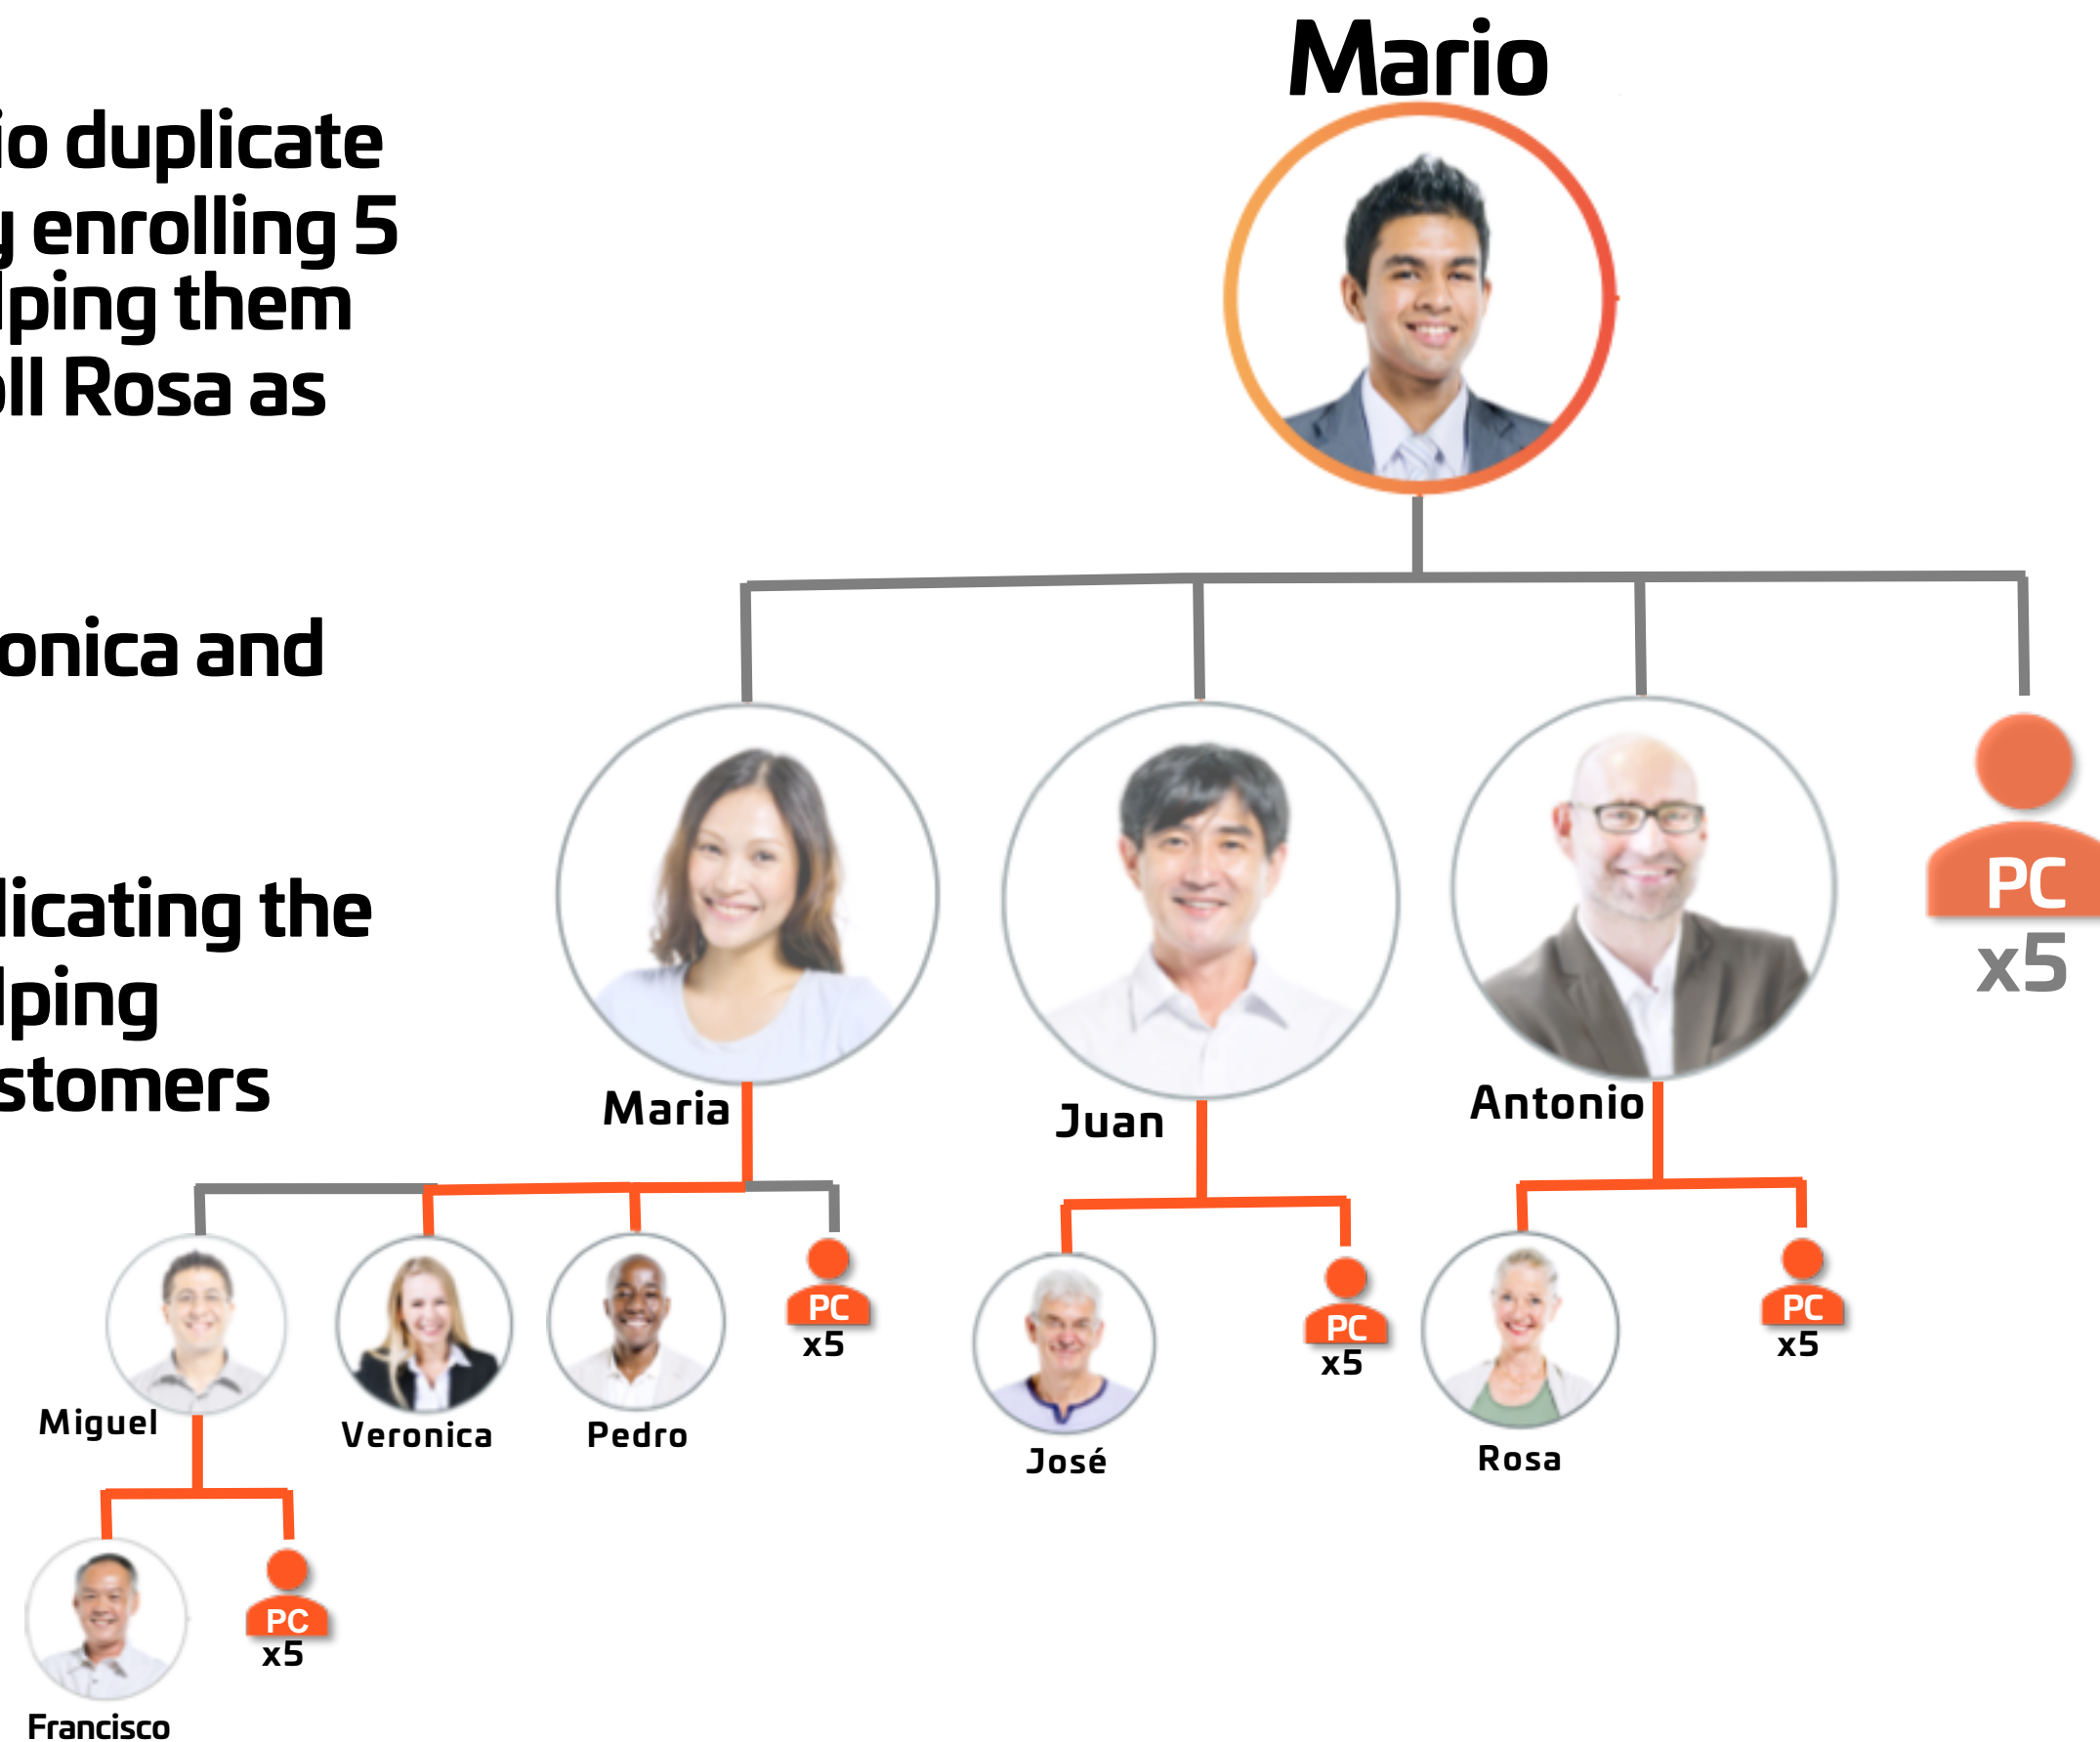 Mario
io duplicate
y enrolling 5
lping them
oll Rosa as
onica and
licating the
lping
stomers
PC
x5
Maria
Juan
Antonio
PC
x5
PC
x5
PC
x5
Miguel
Veronica
Pedro
José
Rosa
PC
x5
Francisco